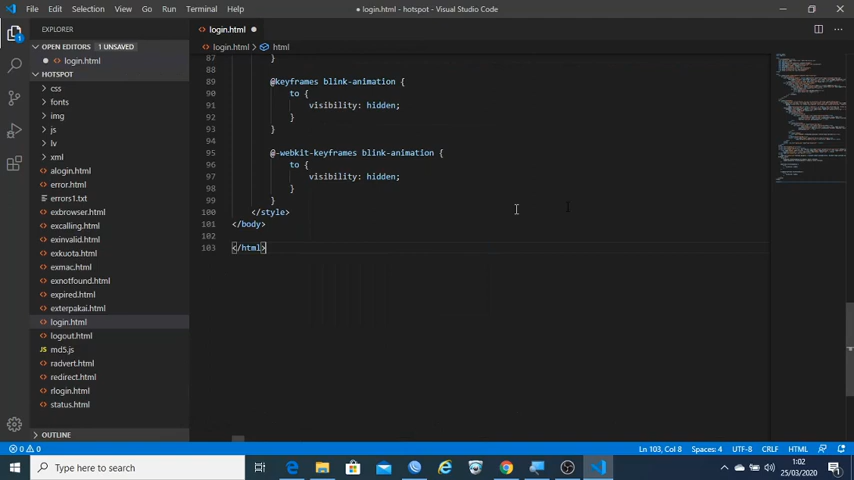 File Edit Selection View Go Run Terminal Help
● login.html - hotspot - Visual Studio Code
EXPLORER
OPEN EDITORS 1 UNSAVED
login.html
HOTSPOT
css
fonts
img
js
lv
xml
alogin.html
error.html
errors1.txt
exbrowser.html
excalling.html
exinvalid.html
exkuota.html
exmac.html
exnotfound.html
expired.html
exterpakai.html
login.html
logout.html
md5.js
radvert.html
redirect.html
rlogin.html
status.html
OUTLINE
login.html ●
login.html > html
87 }
88
89 @keyframes blink-animation {
90 to {
91 visibility: hidden;
92 }
93 }
94
95 @-webkit-keyframes blink-animation {
96 to {
97 visibility: hidden;
98 }
99 }
100 </style>
101 </body>
102
103 </html>
0 0
Ln 103, Col 8 Spaces: 4 UTF-8 CRLF HTML
Type here to search
1:02
25/03/2020